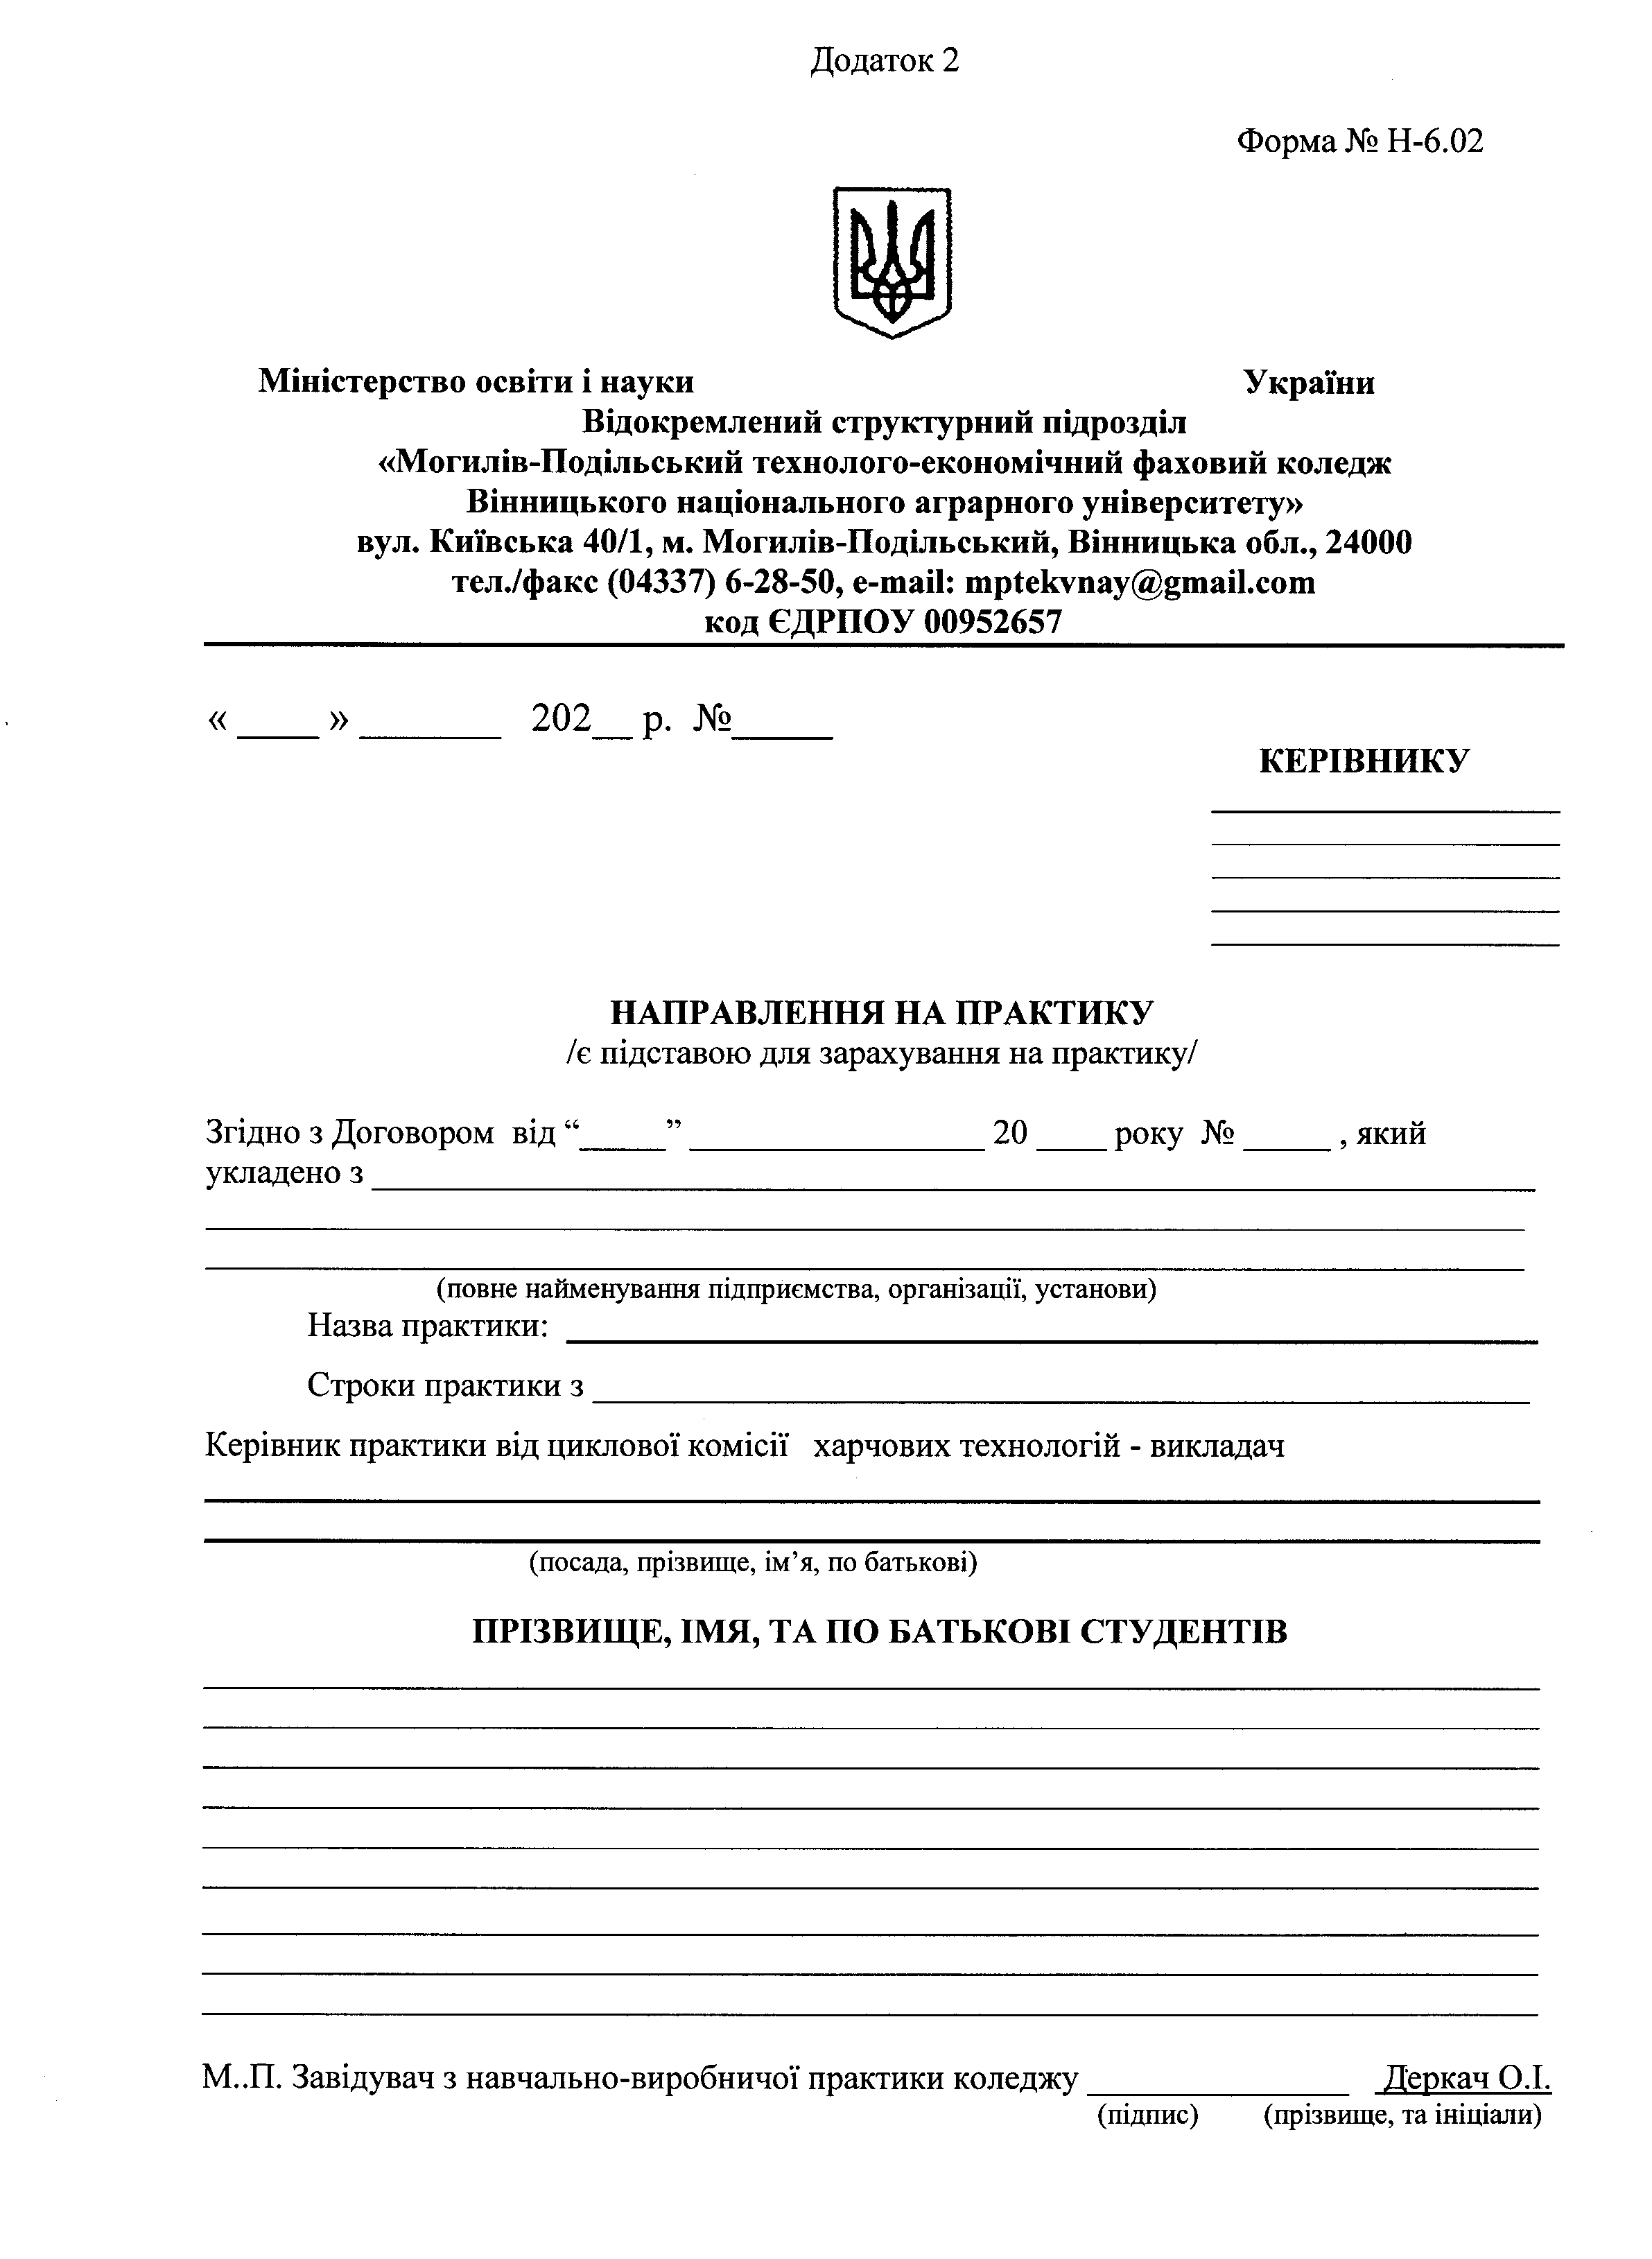 Додаток 2
Форма № Н-6.02
Міністерство освіти і науки України
Відокремлений структурний підрозділ
«Могилів-Подільський технолого-економічний фаховий коледж
Вінницького національного аграрного університету»
вул. Київська 40/1, м. Могилів-Подільський, Вінницька обл., 24000
тел./факс (04337) 6-28-50, e-mail: mptekvnay@gmail.com
код ЄДРПОУ 00952657
« ____ » _______ 202__ р. №_____
КЕРІВНИКУ
НАПРАВЛЕННЯ НА ПРАКТИКУ
/є підставою для зарахування на практику/
Згідно з Договором від “_____” _________________ 20 ____ року № _____ , який
укладено з ____________________
(повне найменування підприємства, організації, установи)
Назва практики: ____________________
Строки практики з ____________________
Керівник практики від циклової комісії харчових технологій - викладач
(посада, прізвище, ім’я, по батькові)
ПРІЗВИЩЕ, ІМЯ, ТА ПО БАТЬКОВІ СТУДЕНТІВ
М..П. Завідувач з навчально-виробничої практики коледжу _______________ Деркач О.І.
(підпис) (прізвище, та ініціали)